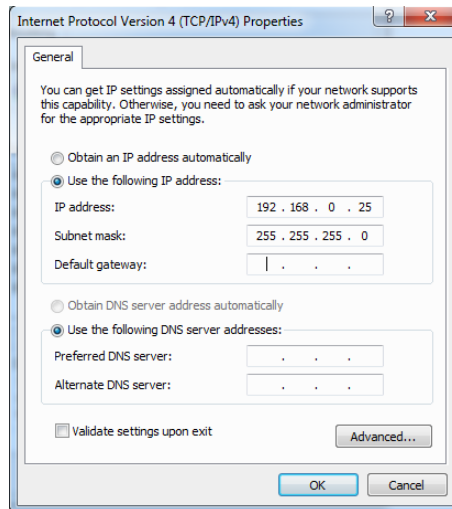 Internet Protocol Version 4 (TCP/IPv4) Properties
General
You can get IP settings assigned automatically if your network supports
this capability. Otherwise, you need to ask your network administrator
for the appropriate IP settings.
Obtain an IP address automatically
Use the following IP address:
IP address: 192 . 168 . 0 . 25
Subnet mask: 255 . 255 . 255 . 0
Default gateway: . . .
Obtain DNS server address automatically
Use the following DNS server addresses:
Preferred DNS server: . . .
Alternate DNS server: . . .
Validate settings upon exit
Advanced...
OK Cancel